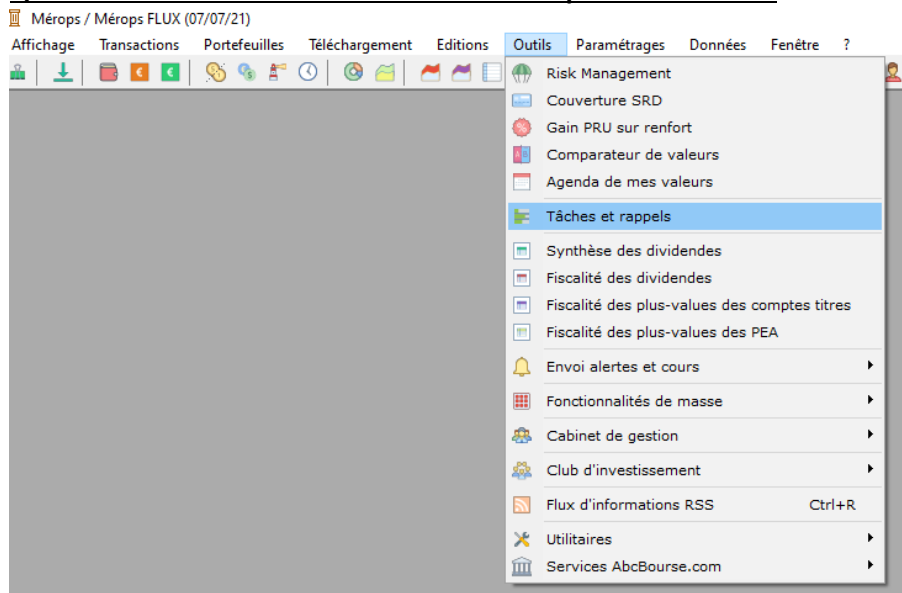 Mérops / Mérops FLUX (07/07/21)
Affichage Transactions Portefeuilles Téléchargement Editions Outils Paramétrages Données Fenêtre ?
Risk Management
Couverture SRD
Gain PRU sur renfort
Comparateur de valeurs
Agenda de mes valeurs
Tâches et rappels
Synthèse des dividendes
Fiscalité des dividendes
Fiscalité des plus-values des comptes titres
Fiscalité des plus-values des PEA
Envoi alertes et cours
Fonctionnalités de masse
Cabinet de gestion
Club d'investissement
Flux d'informations RSS Ctrl+R
Utilitaires
Services AbcBourse.com